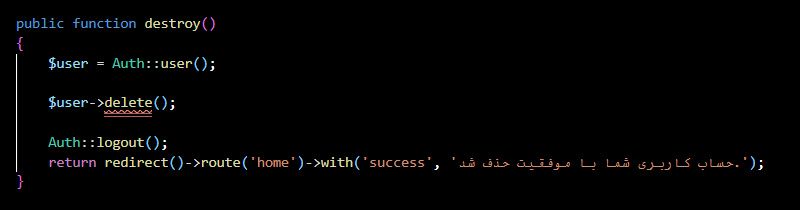 public function destroy()
{
$user = Auth::user();
$user->delete();
Auth::logout();
return redirect()->route('home')->with('success', 'حساب کاربری شما با موفقیت حذف شد.');
}